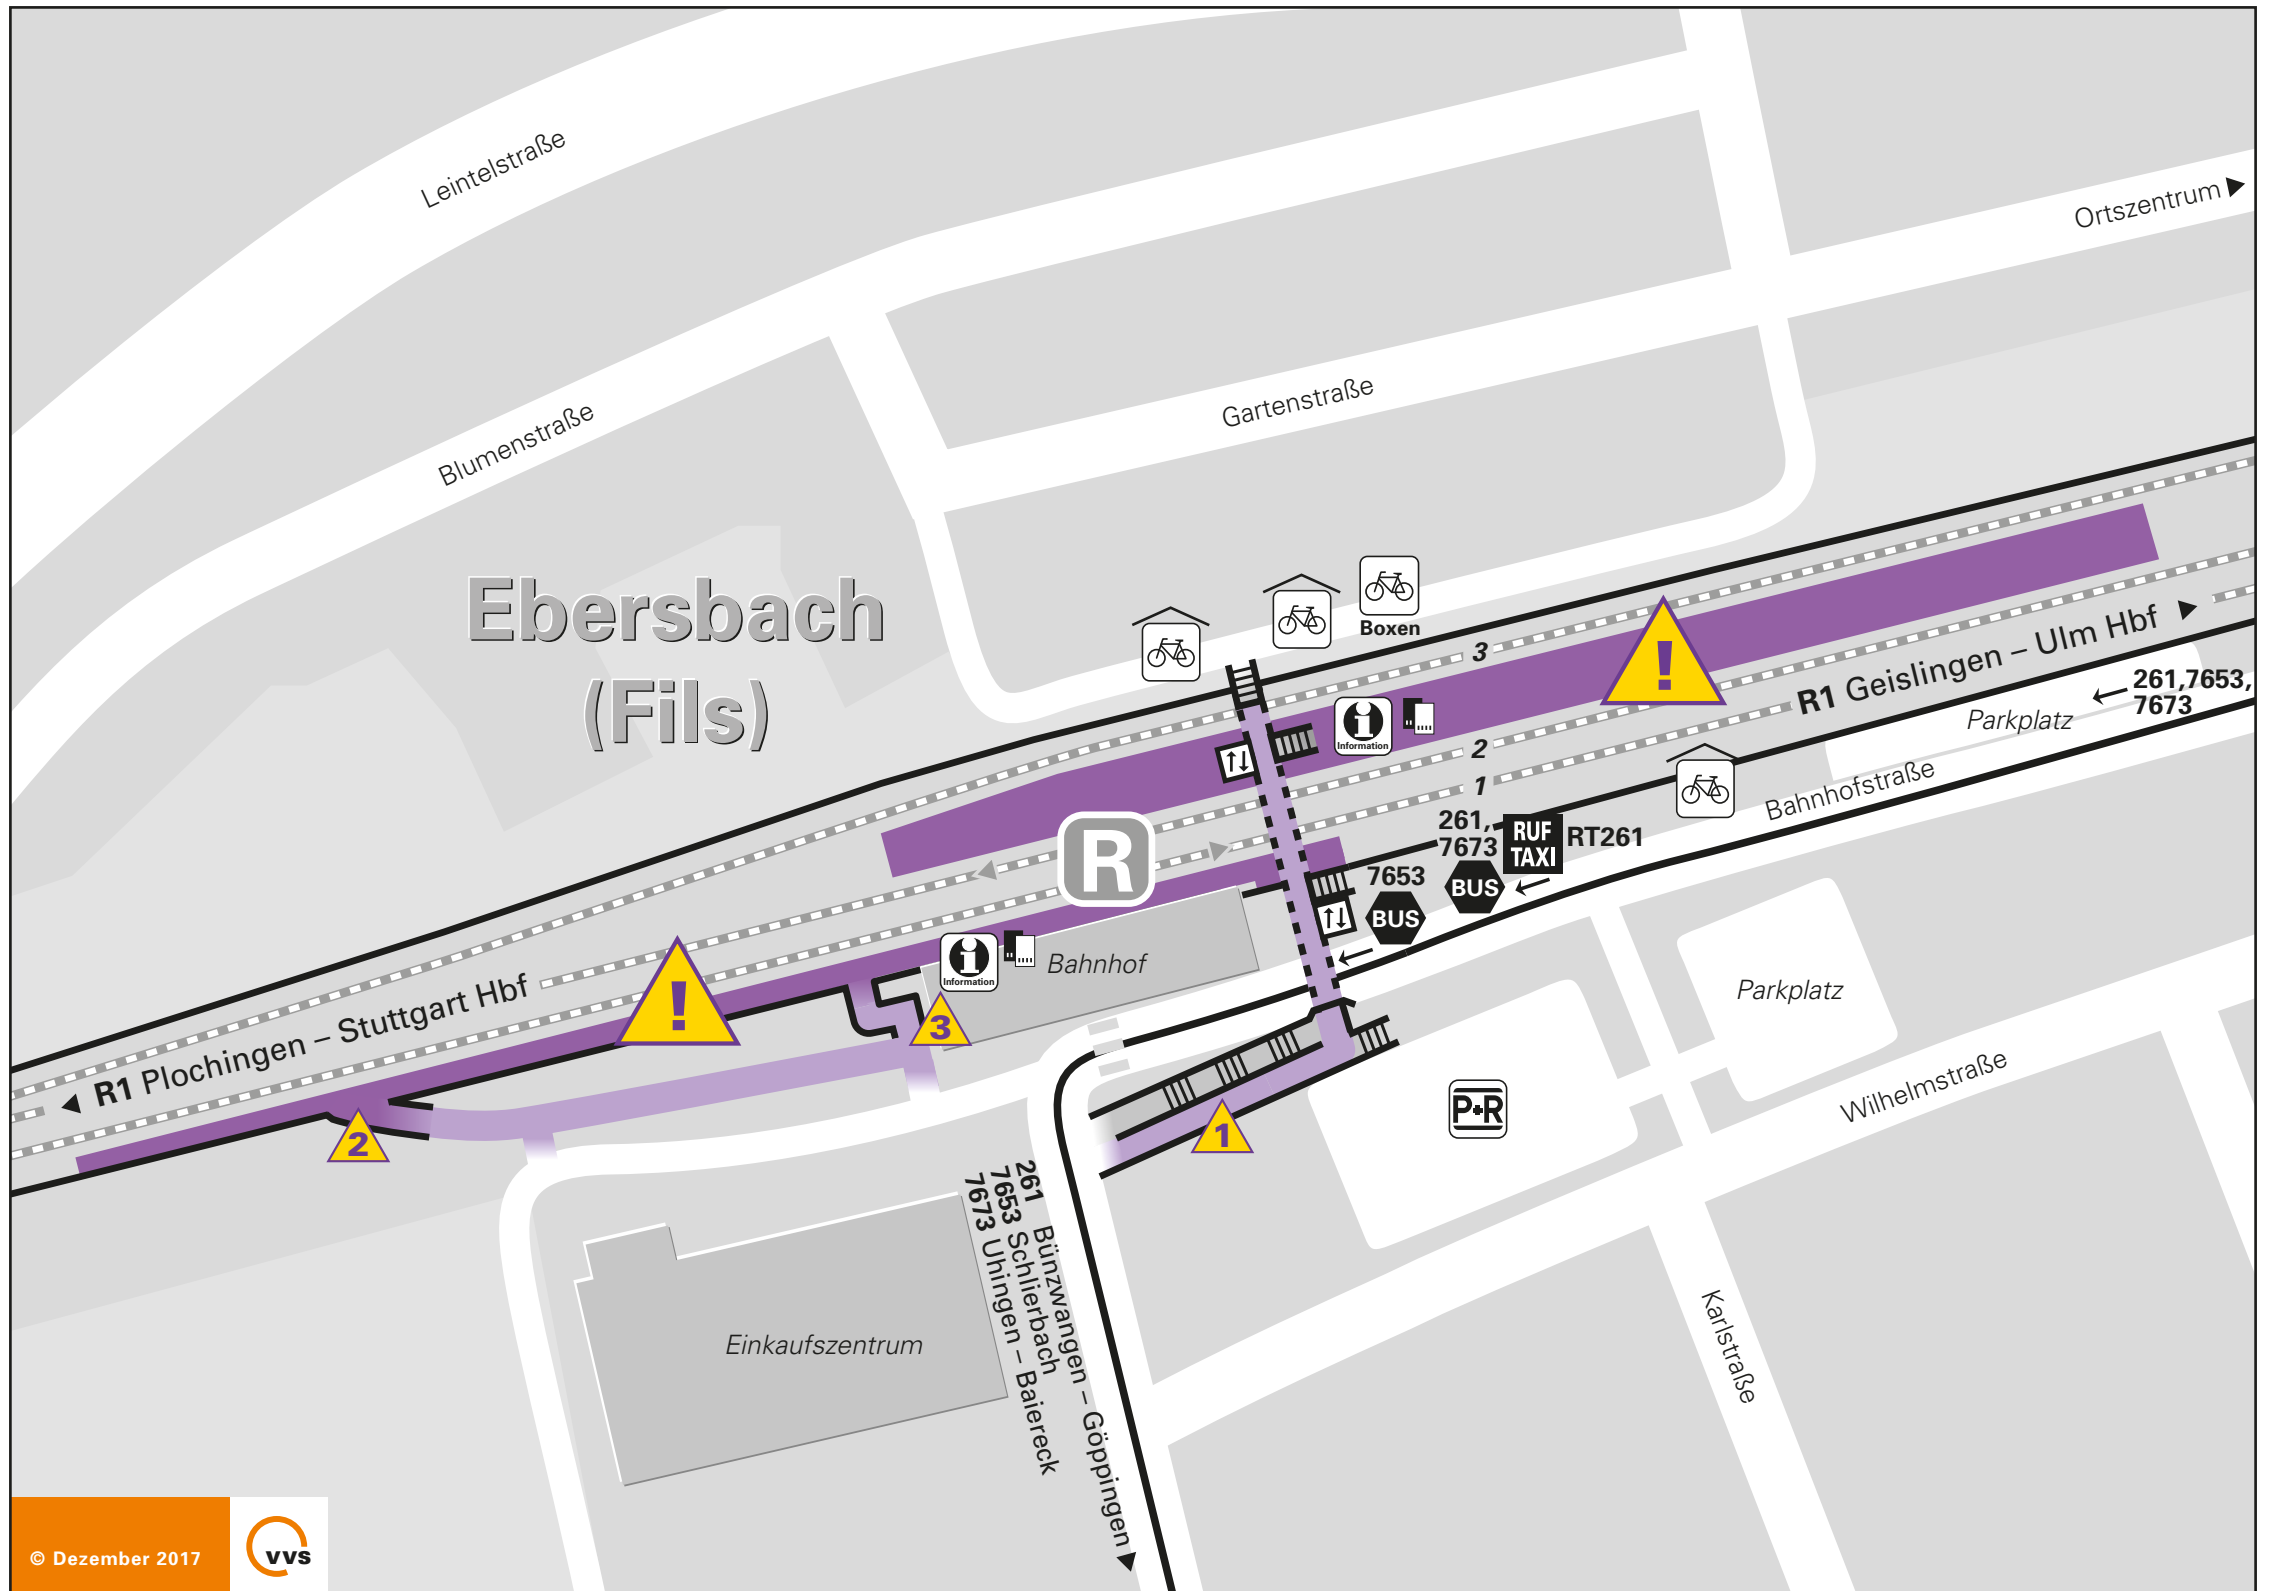 Leintelstraße
Ortszentrum
Blumenstraße
Gartenstraße
Ebersbach
(Fils)
Boxen
3
R1 Geislingen – Ulm Hbf
261,7653,
7673
Parkplatz
Information
2
1
Bahnhofstraße
261,
7673
RUF
TAXI
RT261
R
7653
BUS
BUS
Bahnhof
Information
Parkplatz
!
!
R1 Plochingen – Stuttgart Hbf
3
2
1
P+R
Wilhelmstraße
261 Bünzwangen – Göppingen
7653 Schlierbach
7673 Uhingen – Baiereck
Einkaufszentrum
Karlstraße
© Dezember 2017
vvs